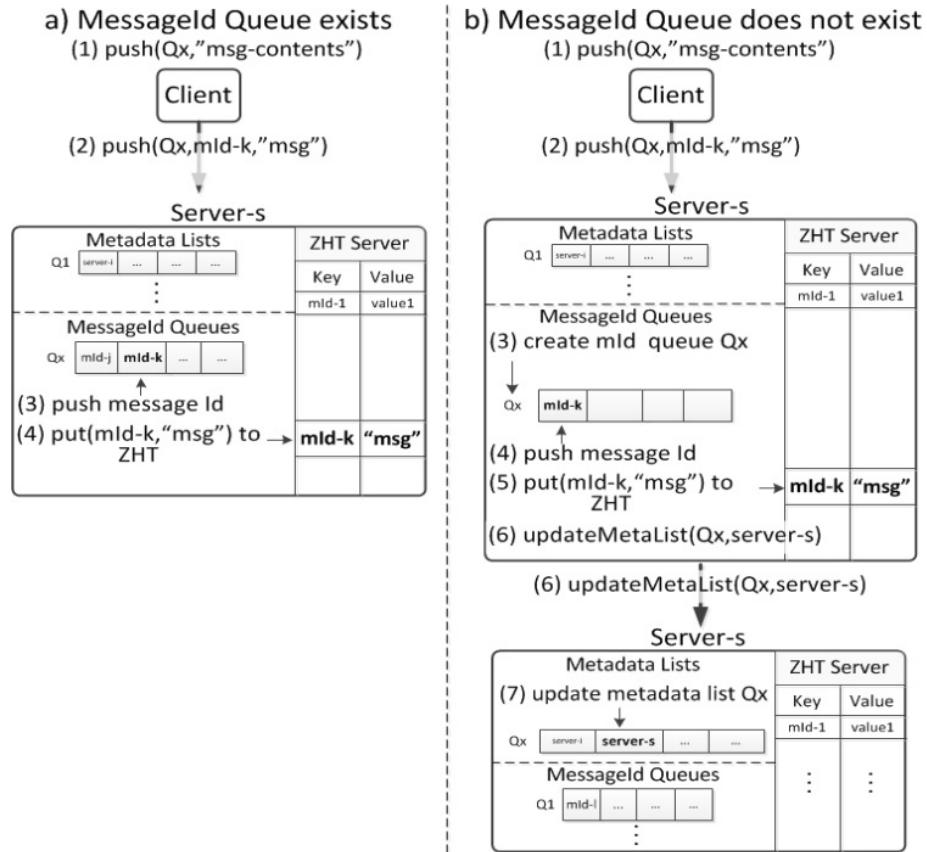 a) MessageId Queue exists
(1) push(Qx,”msg-contents”)
Client
(2) push(Qx,mId-k,”msg”)
Server-s
Metadata Lists
Q1 server-i ... ... ...
MessageId Queues
Qx mId-j mId-k ... ...
(3) push message Id
(4) put(mId-k,“msg”) to
ZHT
ZHT Server
Key Value
mId-1 value1
mId-k “msg”
b) MessageId Queue does not exist
(1) push(Qx,”msg-contents”)
Client
(2) push(Qx,mId-k,”msg”)
Server-s
Metadata Lists
Q1 server-i ... ... ...
MessageId Queues
(3) create mId queue Qx
Qx mId-k
(4) push message Id
(5) put(mId-k,“msg”) to
ZHT
(6) updateMetaList(Qx,server-s)
ZHT Server
Key Value
mId-1 value1
mId-k “msg”
(6) updateMetaList(Qx,server-s)
Server-s
Metadata Lists
(7) update metadata list Qx
Qx server-i server-s ... ...
MessageId Queues
Q1 mId-l ... ... ...
ZHT Server
Key Value
mId-1 value1